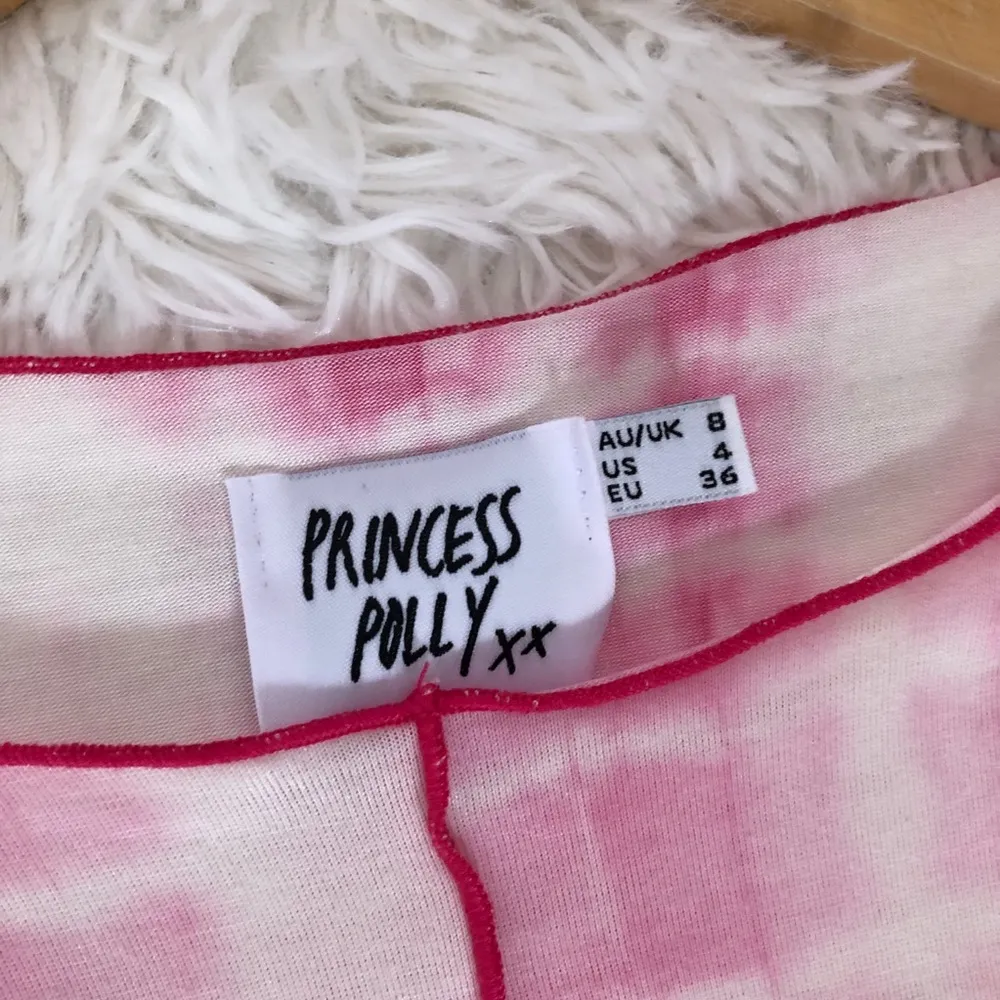 PRINCESS
POLLY xx
AU/UK 8
US 4
EU 36